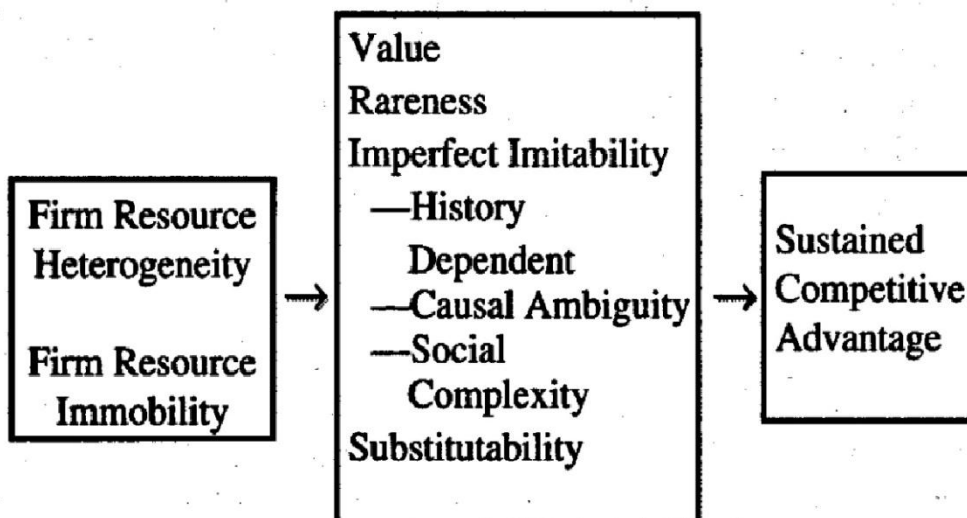 Firm Resource
Heterogeneity
Firm Resource
Immobility
Value
Rareness
Imperfect Imitability
—History
Dependent
—Causal Ambiguity
—Social
Complexity
Substitutability
Sustained
Competitive
Advantage